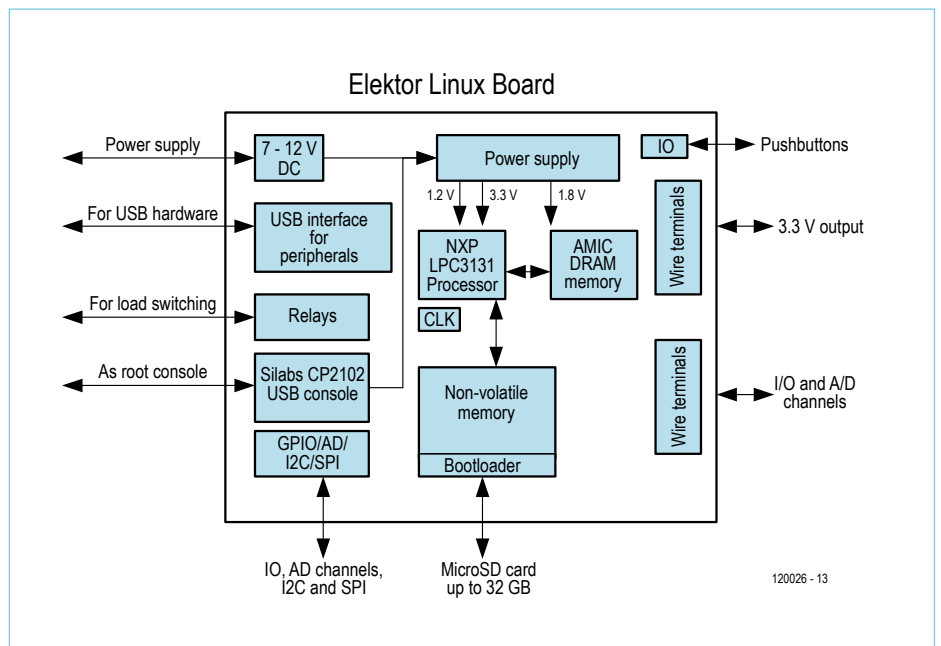 Elektor Linux Board
Power supply
7 - 12 V
DC
Power supply
IO
Pushbuttons
1.2 V
3.3 V
1.8 V
For USB hardware
USB interface
for
peripherals
NXP
LPC3131
Processor
AMIC
DRAM
memory
Wire terminals
3.3 V output
For load switching
Relays
CLK
As root console
Silabs CP2102
USB console
Non-volatile
memory
Bootloader
Wire terminals
I/O and A/D
channels
GPIO/AD/
I2C/SPI
IO, AD channels,
I2C and SPI
MicroSD card
up to 32 GB
120026 - 13